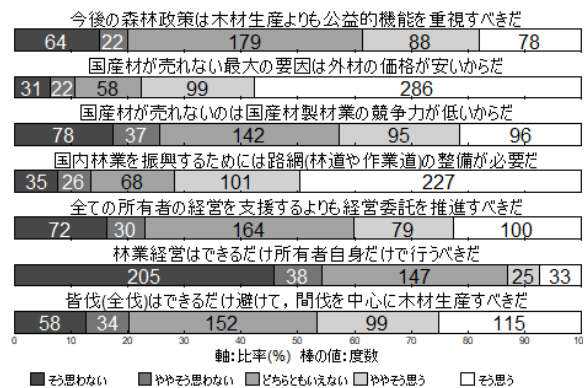 今後の森林政策は木材生産よりも公益的機能を重視すべきだ
64 22 179 88 78
国産材が売れない最大の要因は外材の価格が安いからだ
31 22 58 99 286
国産材が売れないのは国産材製材業の競争力が低いからだ
78 37 142 95 96
国内林業を振興するためには路網(林道や作業道)の整備が必要だ
35 26 68 101 227
全ての所有者の経営を支援するよりも経営委託を推進すべきだ
72 30 164 79 100
林業経営はできるだけ所有者自身だけで行うべきだ
205 38 147 25 33
皆伐(全伐)はできるだけ避けて,間伐を中心に木材生産すべきだ
58 34 152 99 115
0 10 20 30 40 50 60 70 80 90 100
軸:比率(%) 棒の値:度数
そう思わない ややそう思わない どちらともいえない ややそう思う そう思う